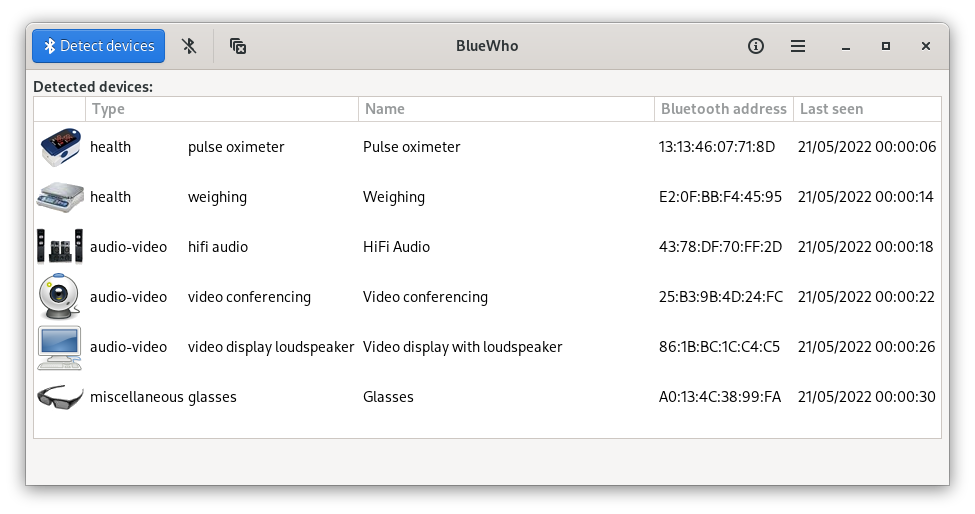 Detect devices BlueWho
Detected devices:
Type Name Bluetooth address Last seen
health pulse oximeter Pulse oximeter 13:13:46:07:71:8D 21/05/2022 00:00:06
health weighing Weighing E2:0F:BB:F4:45:95 21/05/2022 00:00:14
audio-video hifi audio HiFi Audio 43:78:DF:70:FF:2D 21/05/2022 00:00:18
audio-video video conferencing Video conferencing 25:B3:9B:4D:24:FC 21/05/2022 00:00:22
audio-video video display loudspeaker Video display with loudspeaker 86:1B:BC:1C:C4:C5 21/05/2022 00:00:26
miscellaneous glasses Glasses A0:13:4C:38:99:FA 21/05/2022 00:00:30